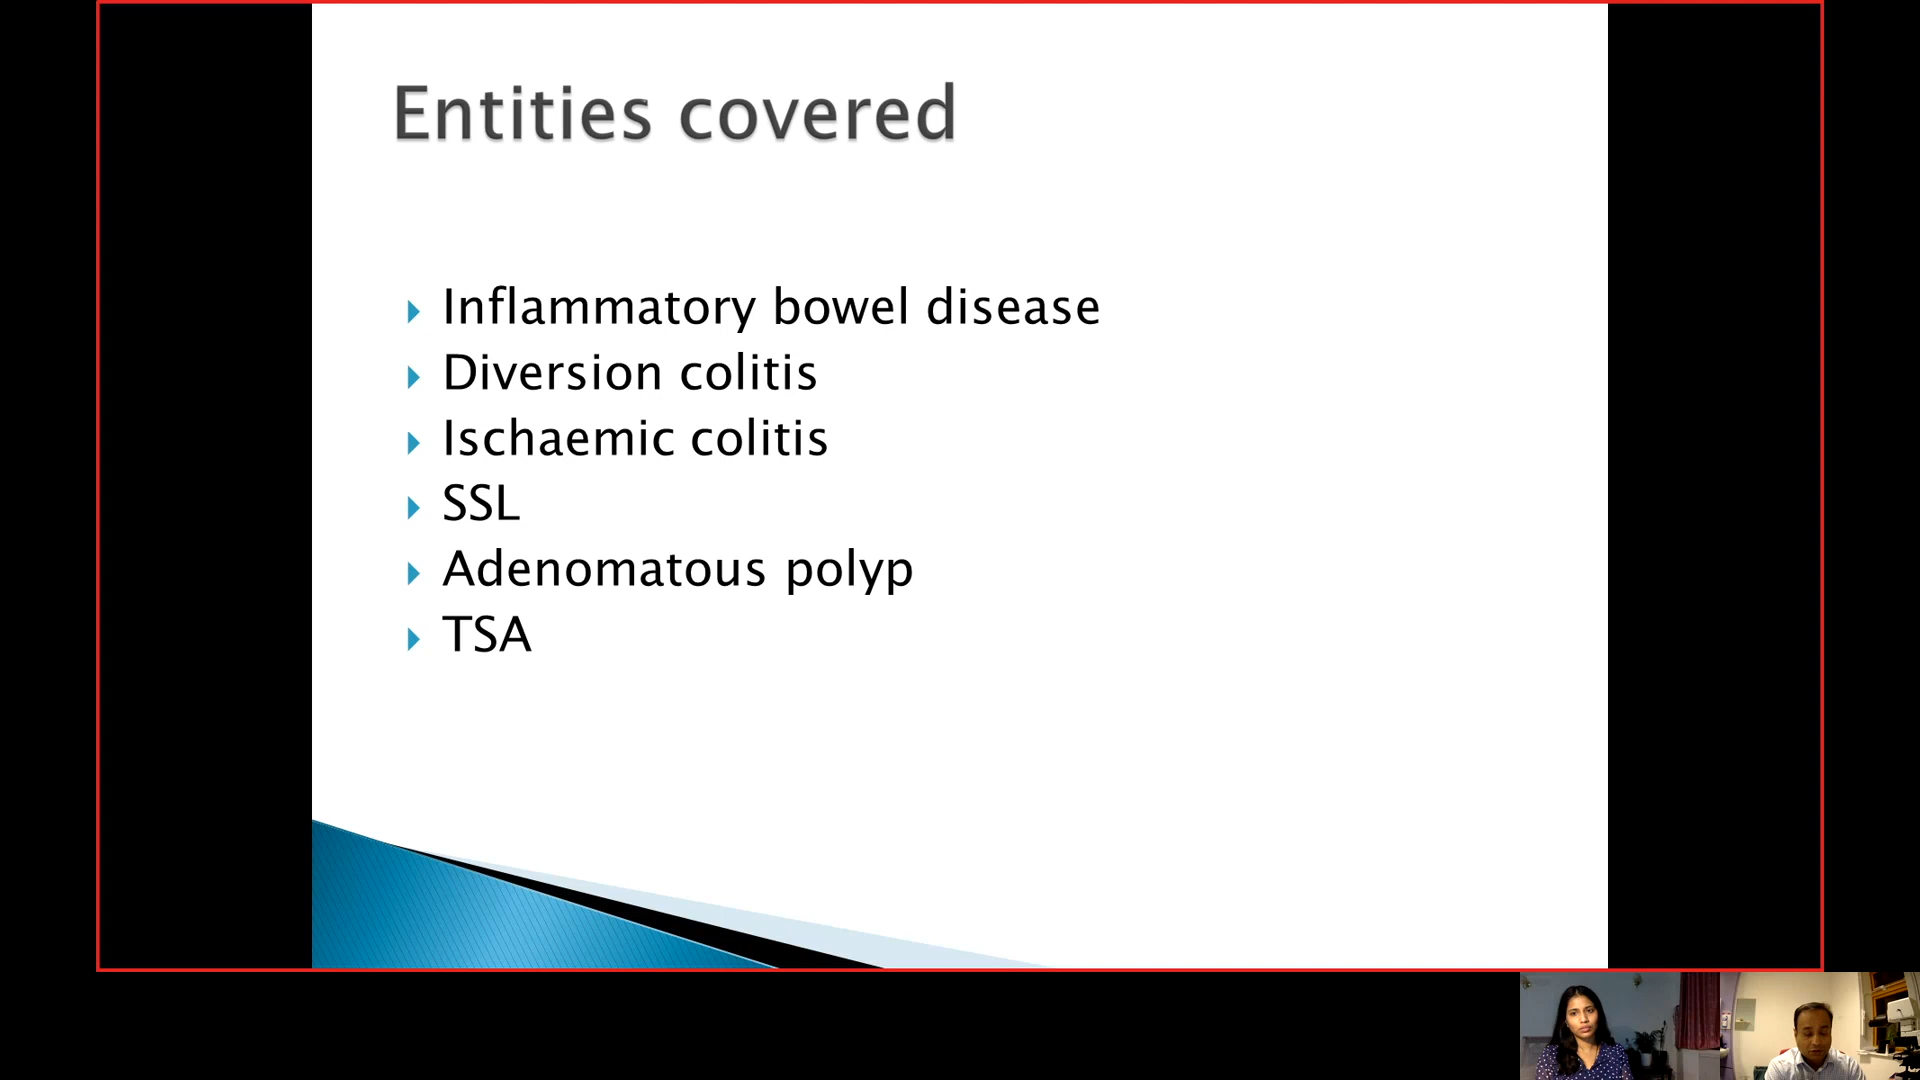 Entities covered
Inflammatory bowel disease
Diversion colitis
Ischaemic colitis
SSL
Adenomatous polyp
TSA